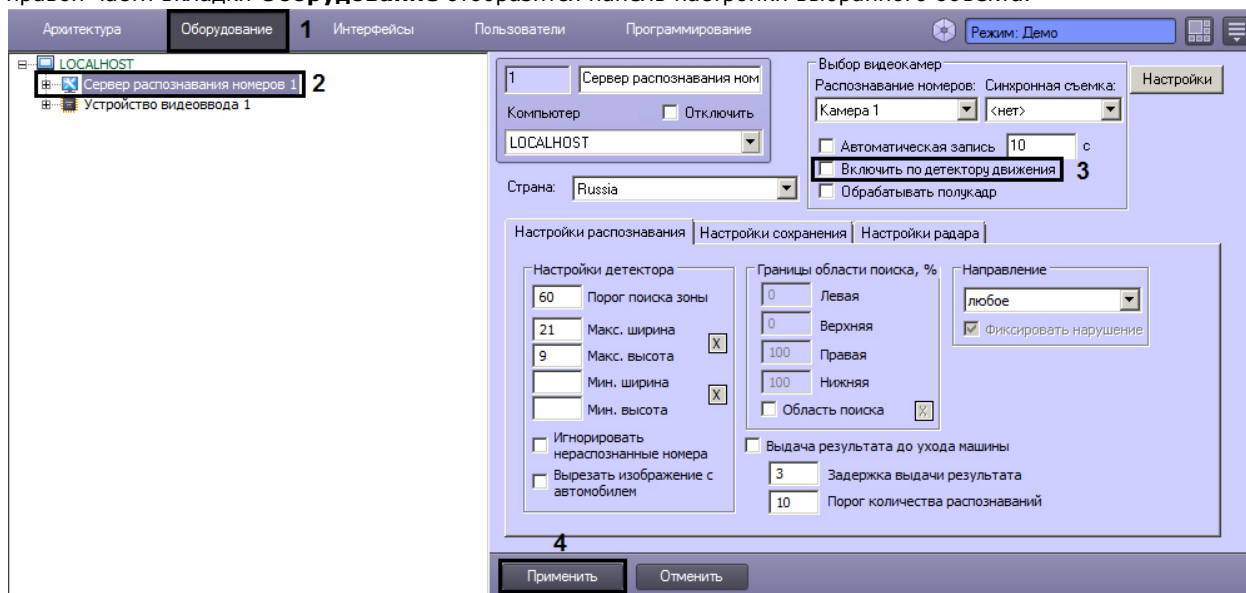 правой части вкладки Оборудование отобразится панель настройки выбранного объекта.
Архитектура Оборудование 1 Интерфейсы Пользователи Программирование Режим: Демо
LOCALHOST
Сервер распознавания номеров 1 2
Устройство видеоввода 1
1 Сервер распознавания ном
Компьютер Отключить
LOCALHOST
Страна: Russia
Выбор видеокамер
Распознавание номеров: Синхронная съемка:
Камера 1 <нет>
Автоматическая запись 10 с
Включить по детектору движения 3
Обрабатывать полукадр
Настройки
Настройки распознавания Настройки сохранения Настройки радара
Настройки детектора
60 Порог поиска зоны
21 Макс. ширина
X
9 Макс. высота
Мин. ширина
X
Мин. высота
Игнорировать
нераспознанные номера
Вырезать изображение с
автомобилем
Границы области поиска, %
0 Левая
0 Верхняя
100 Правая
100 Нижняя
Область поиска X
Направление
любое
Фиксировать нарушение
Выдача результата до ухода машины
3 Задержка выдачи результата
10 Порог количества распознаваний
4
Применить Отменить